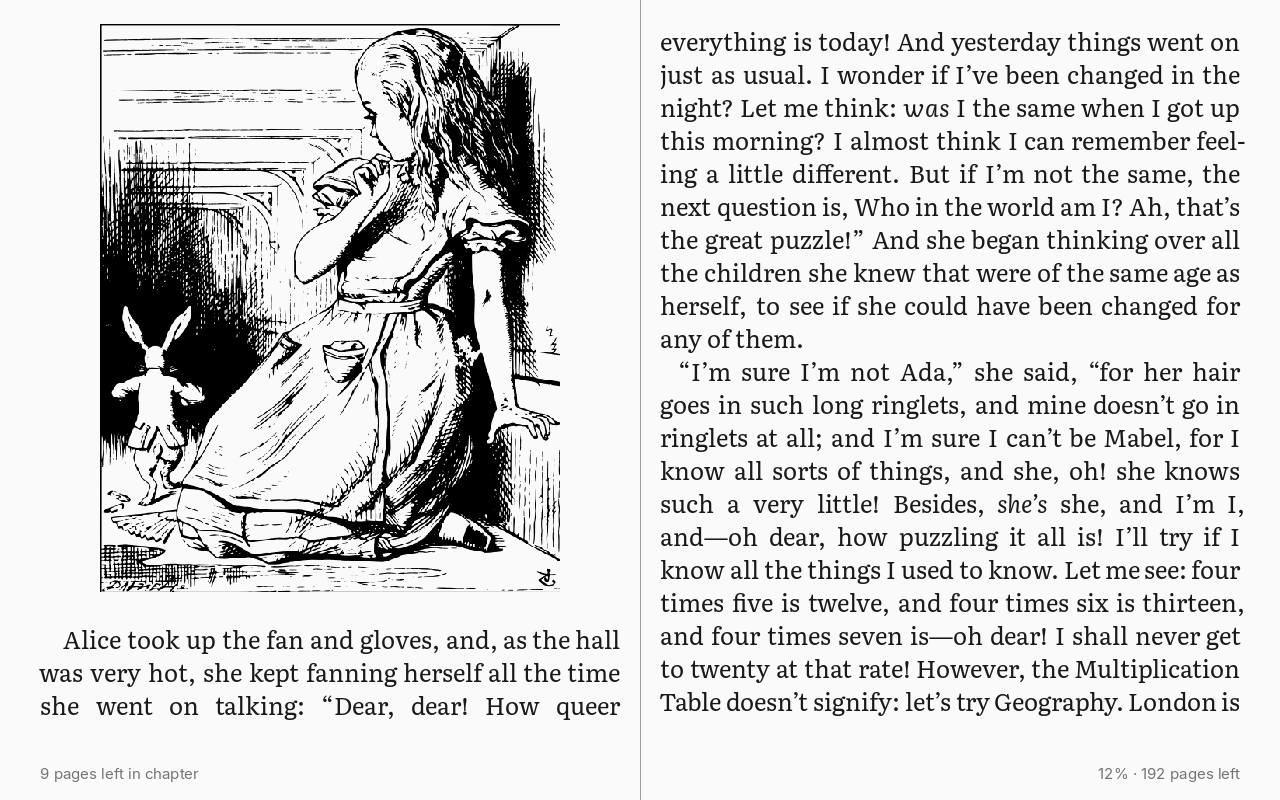 Alice took up the fan and gloves, and, as the hall
was very hot, she kept fanning herself all the time
she went on talking: “Dear, dear! How queer
9 pages left in chapter
everything is today! And yesterday things went on
just as usual. I wonder if I’ve been changed in the
night? Let me think: was I the same when I got up
this morning? I almost think I can remember feel-
ing a little different. But if I’m not the same, the
next question is, Who in the world am I? Ah, that’s
the great puzzle!” And she began thinking over all
the children she knew that were of the same age as
herself, to see if she could have been changed for
any of them.
“I’m sure I’m not Ada,” she said, “for her hair
goes in such long ringlets, and mine doesn’t go in
ringlets at all; and I’m sure I can’t be Mabel, for I
know all sorts of things, and she, oh! she knows
such a very little! Besides, she’s she, and I’m I,
and—oh dear, how puzzling it all is! I’ll try if I
know all the things I used to know. Let me see: four
times five is twelve, and four times six is thirteen,
and four times seven is—oh dear! I shall never get
to twenty at that rate! However, the Multiplication
Table doesn’t signify: let’s try Geography. London is
12% · 192 pages left